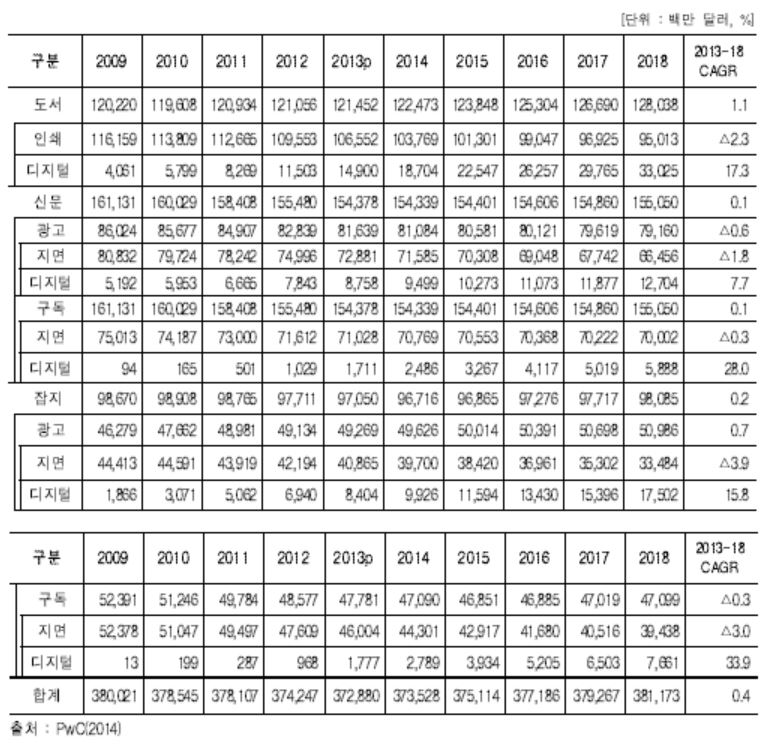 [단위 : 백만 달러, %]
구분 2009 2010 2011 2012 2013p 2014 2015 2016 2017 2018 2013-18 CAGR
도서 120,220 119,608 120,934 121,056 121,452 122,473 123,848 125,304 126,690 128,038 1.1
인쇄 116,159 113,809 112,665 109,553 106,552 103,769 101,301 99,047 96,925 95,013 △2.3
디지털 4,061 5,799 8,269 11,503 14,900 18,704 22,547 26,257 29,765 33,025 17.3
신문 161,131 160,029 158,408 155,480 154,378 154,339 154,401 154,606 154,860 155,050 0.1
광고 86,024 85,677 84,907 82,839 81,639 81,084 80,581 80,121 79,619 79,160 △0.6
지면 80,832 79,724 78,242 74,996 72,881 71,585 70,308 69,048 67,742 66,456 △1.8
디지털 5,192 5,953 6,665 7,843 8,758 9,499 10,273 11,073 11,877 12,704 7.7
구독 161,131 160,029 158,408 155,480 154,378 154,339 154,401 154,606 154,860 155,050 0.1
지면 75,013 74,187 73,000 71,612 71,028 70,769 70,553 70,368 70,222 70,002 △0.3
디지털 94 165 501 1,029 1,711 2,486 3,267 4,117 5,019 5,888 28.0
잡지 98,670 98,908 98,765 97,711 97,050 96,716 96,865 97,276 97,717 98,085 0.2
광고 46,279 47,662 48,981 49,134 49,269 49,626 50,014 50,391 50,698 50,986 0.7
지면 44,413 44,591 43,919 42,194 40,865 39,700 38,420 36,961 35,302 33,484 △3.9
디지털 1,866 3,071 5,062 6,940 8,404 9,926 11,594 13,430 15,396 17,502 15.8
구분 2009 2010 2011 2012 2013p 2014 2015 2016 2017 2018 2013-18 CAGR
구독 52,391 51,246 49,784 48,577 47,781 47,090 46,851 46,885 47,019 47,099 △0.3
지면 52,378 51,047 49,497 47,609 46,004 44,301 42,917 41,680 40,516 39,438 △3.0
디지털 13 199 287 968 1,777 2,789 3,934 5,205 6,503 7,661 33.9
합계 380,021 378,545 378,107 374,247 372,880 373,528 375,114 377,186 379,267 381,173 0.4
출처 : PwC(2014)